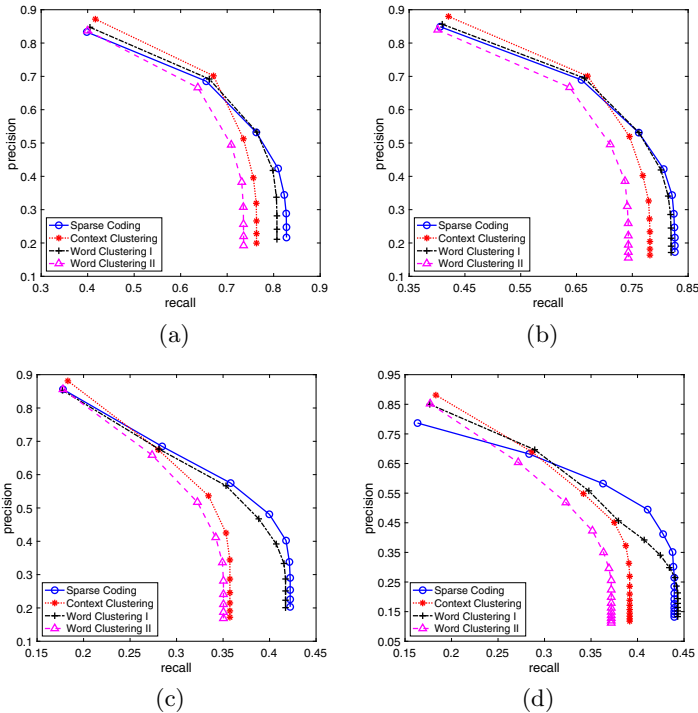 0.9
0.8
0.7
0.6
0.5
0.4
0.3
0.2
0.1
precision
Sparse Coding
Context Clustering
Word Clustering I
Word Clustering II
0.3 0.4 0.5 0.6 0.7 0.8 0.9
recall
(a)
0.9
0.8
0.7
0.6
0.5
0.4
0.3
0.2
0.1
precision
Sparse Coding
Context Clustering
Word Clustering I
Word Clustering II
0.35 0.45 0.55 0.65 0.75 0.85
recall
(b)
0.9
0.8
0.7
0.6
0.5
0.4
0.3
0.2
0.1
precision
Sparse Coding
Context Clustering
Word Clustering I
Word Clustering II
0.15 0.2 0.25 0.3 0.35 0.4 0.45
recall
(c)
0.95
0.85
0.75
0.65
0.55
0.45
0.35
0.25
0.15
0.05
precision
Sparse Coding
Context Clustering
Word Clustering I
Word Clustering II
0.15 0.2 0.25 0.3 0.35 0.4 0.45
recall
(d)